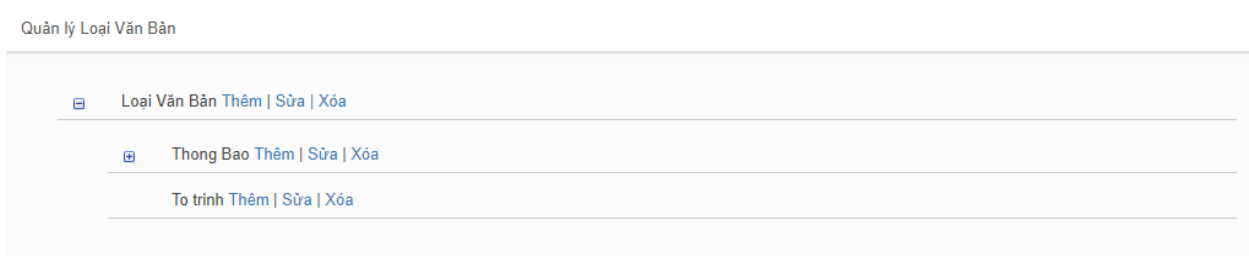 Quản lý Loại Văn Bản
Loại Văn Bản Thêm | Sửa | Xóa
Thong Bao Thêm | Sửa | Xóa
To trinh Thêm | Sửa | Xóa